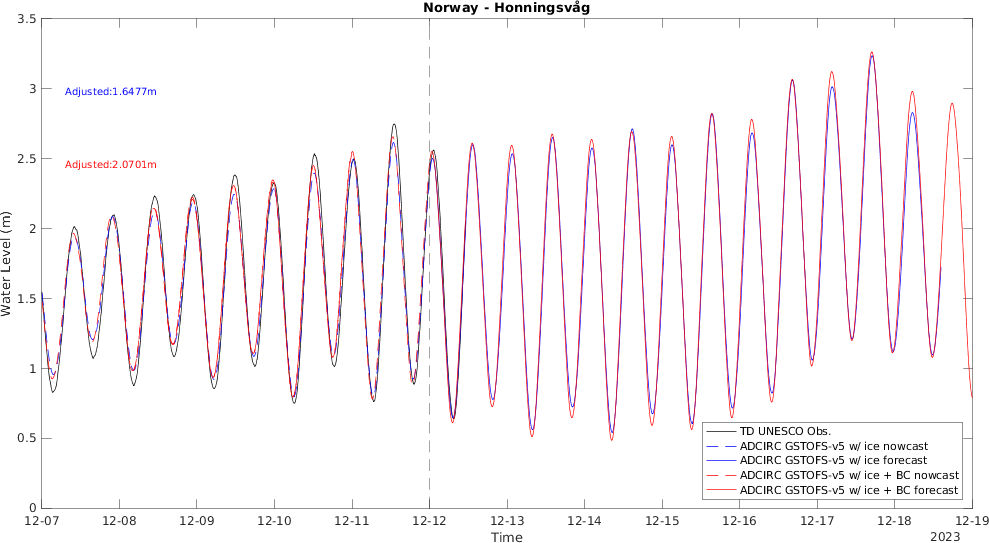 Norway - Honningsvåg
3.5
3
2.5
2
1.5
1
0.5
0
Water Level (m)
Adjusted:1.6477m
Adjusted:2.0701m
TD UNESCO Obs.
ADCIRC GSTOFS-v5 w/ ice nowcast
ADCIRC GSTOFS-v5 w/ ice forecast
ADCIRC GSTOFS-v5 w/ ice + BC nowcast
ADCIRC GSTOFS-v5 w/ ice + BC forecast
12-07 12-08 12-09 12-10 12-11 12-12 12-13 12-14 12-15 12-16 12-17 12-18 12-19
Time
2023